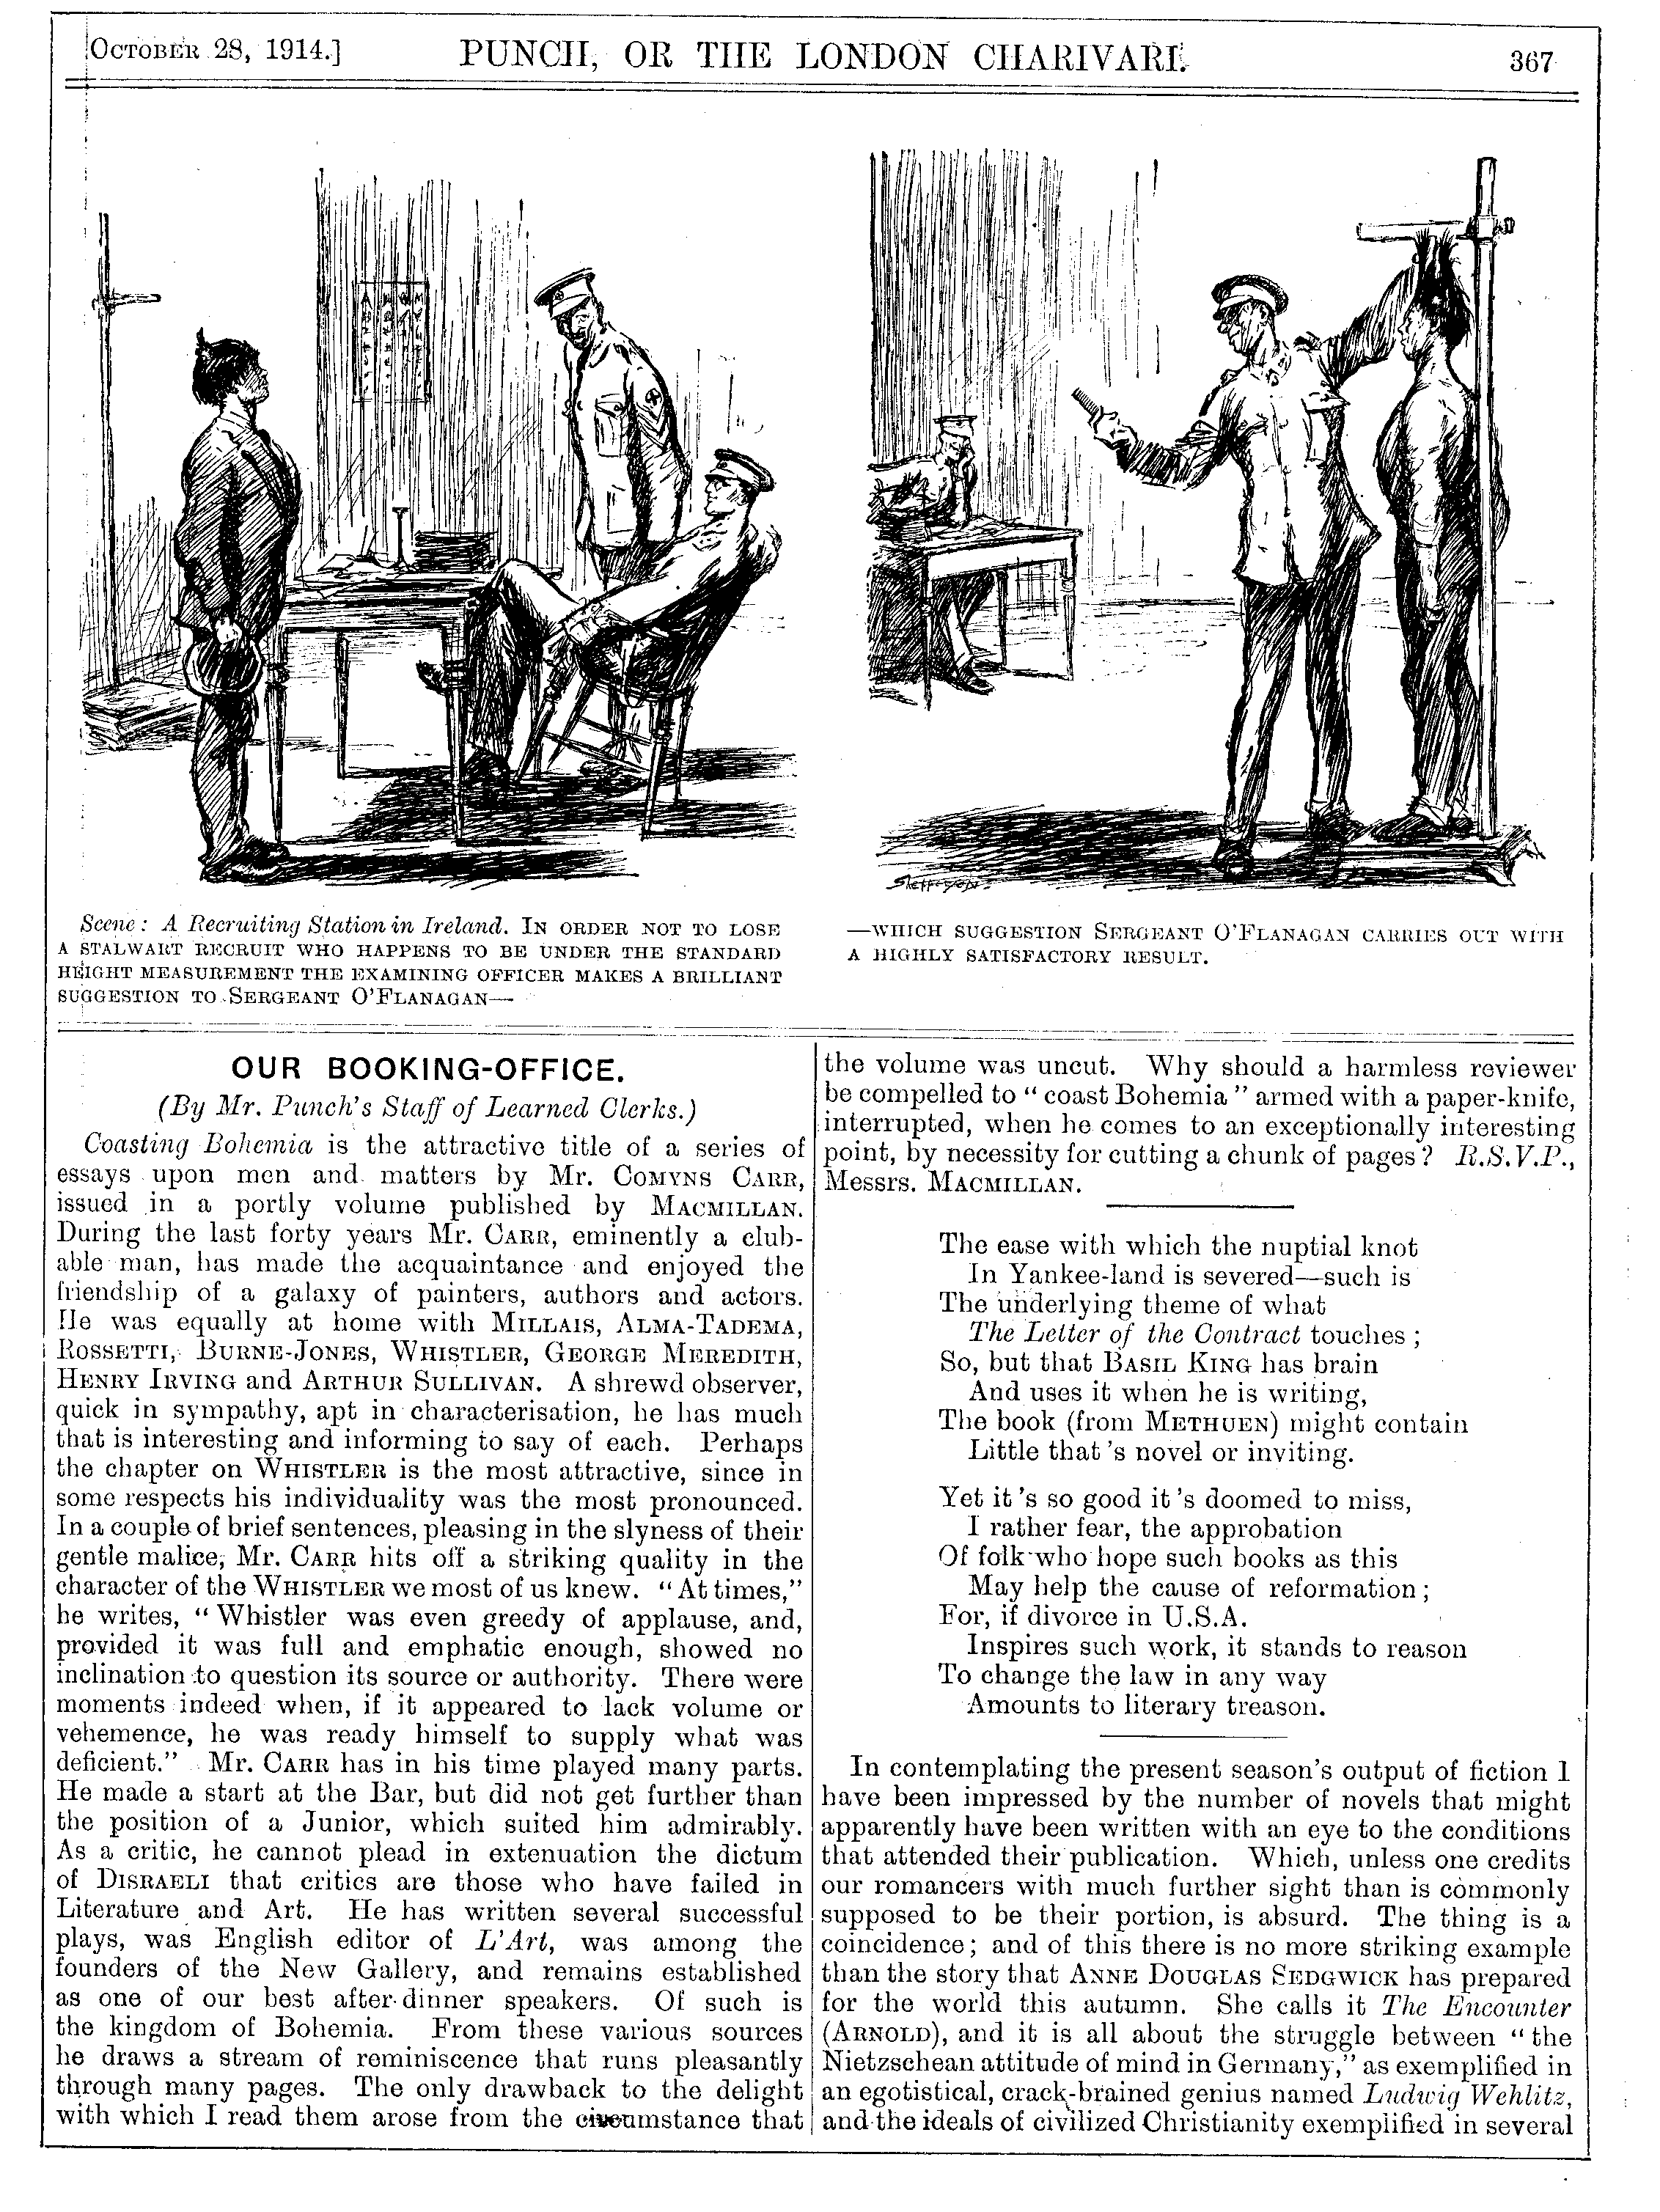 [October 28, 1914.] PUNCH, OR THE LONDON CHARIVARI. 367
Scene: A Recruiting Station in Ireland. In order not to lose
a stalwart recruit who happens to be under the standard
height measurement the examining officer makes a brilliant
suggestion to Sergeant O'Flanagan—
—which suggestion Sergeant O'Flanagan carries out with
a highly satisfactory result.
OUR BOOKING-OFFICE.
(By Mr. Punch's Staff of Learned Clerks.)
Coasting Bohemia is the attractive title of a series of
essays upon men and matters by Mr. Comyns Carr,
issued in a portly volume published by Macmillan.
During the last forty years Mr. Carr, eminently a club-
able man, has made the acquaintance and enjoyed the
friendship of a galaxy of painters, authors and actors.
He was equally at home with Millais, Alma-Tadema,
Rossetti, Burne-Jones, Whistler, George Meredith,
Henry Irving and Arthur Sullivan. A shrewd observer,
quick in sympathy, apt in characterisation, he has much
that is interesting and informing to say of each. Perhaps
the chapter on Whistler is the most attractive, since in
some respects his individuality was the most pronounced.
In a couple of brief sentences, pleasing in the slyness of their
gentle malice, Mr. Carr hits off a striking quality in the
character of the Whistler we most of us knew. "At times,"
he writes, "Whistler was even greedy of applause, and,
provided it was full and emphatic enough, showed no
inclination to question its source or authority. There were
moments indeed when, if it appeared to lack volume or
vehemence, he was ready himself to supply what was
deficient." Mr. Carr has in his time played many parts.
He made a start at the Bar, but did not get further than
the position of a Junior, which suited him admirably.
As a critic, he cannot plead in extenuation the dictum
of Disraeli that critics are those who have failed in
Literature and Art. He has written several successful
plays, was English editor of L'Art, was among the
founders of the New Gallery, and remains established
as one of our best after-dinner speakers. Of such is
the kingdom of Bohemia. From these various sources
he draws a stream of reminiscence that runs pleasantly
through many pages. The only drawback to the delight
with which I read them arose from the circumstance that
the volume was uncut. Why should a harmless reviewer
be compelled to "coast Bohemia" armed with a paper-knife,
interrupted, when he comes to an exceptionally interesting
point, by necessity for cutting a chunk of pages? R.S.V.P.,
Messrs. Macmillan.
The ease with which the nuptial knot
In Yankee-land is severed—such is
The underlying theme of what
The Letter of the Contract touches;
So, but that Basil King has brain
And uses it when he is writing,
The book (from Methuen) might contain
Little that's novel or inviting.
Yet it's so good it's doomed to miss,
I rather fear, the approbation
Of folk who hope such books as this
May help the cause of reformation;
For, if divorce in U.S.A.
Inspires such work, it stands to reason
To change the law in any way
Amounts to literary treason.
In contemplating the present season's output of fiction I
have been impressed by the number of novels that might
apparently have been written with an eye to the conditions
that attended their publication. Which, unless one credits
our romancers with much further sight than is commonly
supposed to be their portion, is absurd. The thing is a
coincidence; and of this there is no more striking example
than the story that Anne Douglas Sedgwick has prepared
for the world this autumn. She calls it The Encounter
(Arnold), and it is all about the struggle between "the
Nietzschean attitude of mind in Germany," as exemplified in
an egotistical, crack-brained genius named Ludwig Wehlitz,
and the ideals of civilized Christianity exemplified in several